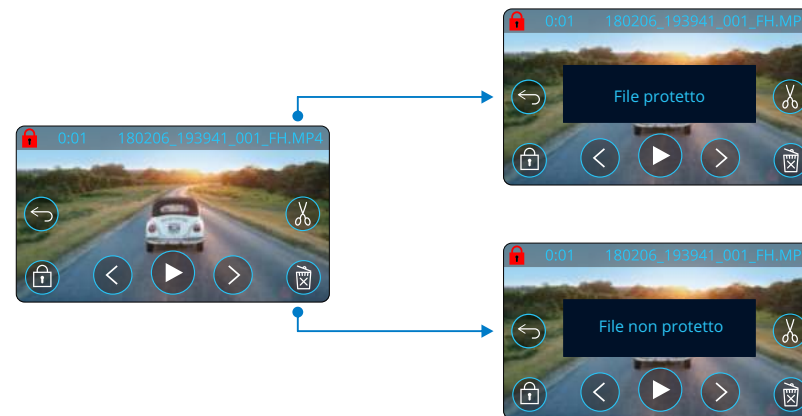 0:01 180206_193941_001_FH.MP4
0:01 180206_193941_001_FH.MP
File protetto
0:01 180206_193941_001_FH.MP
File non protetto